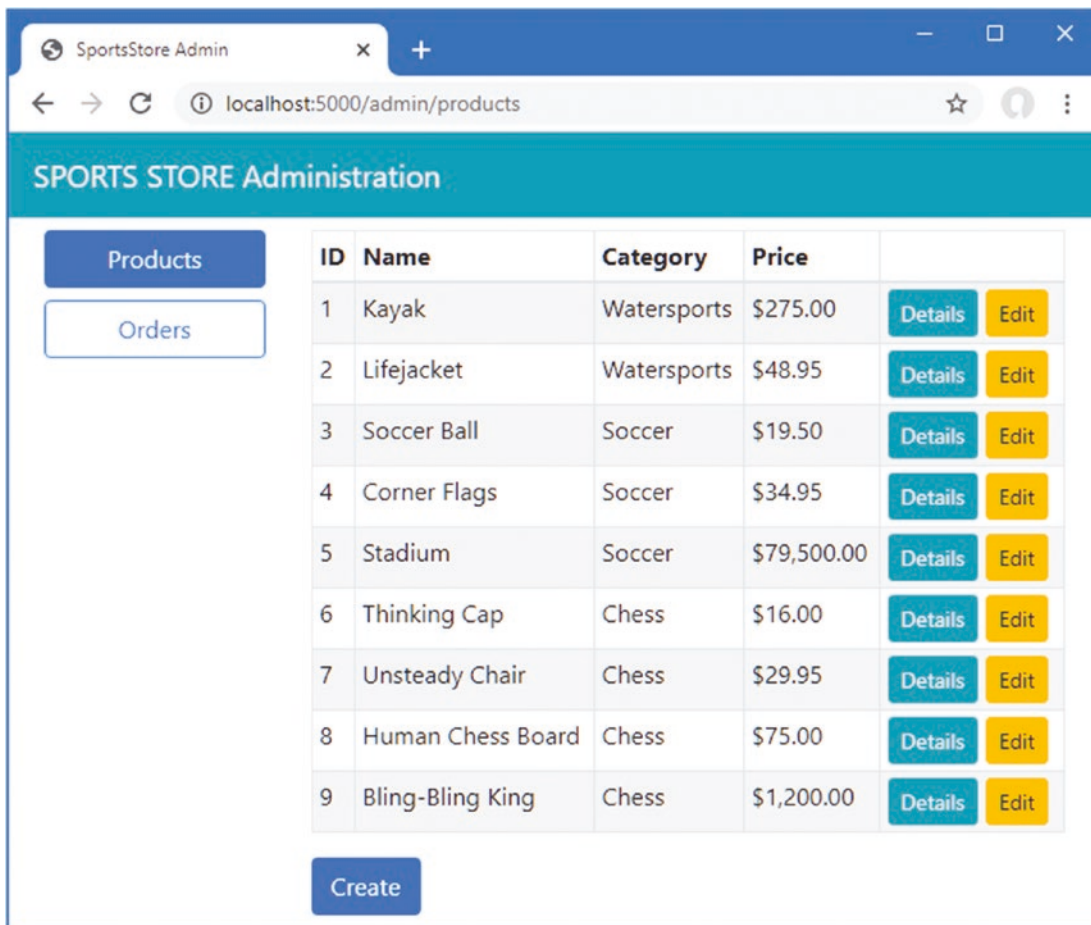 SportsStore Admin
localhost:5000/admin/products
SPORTS STORE Administration
Products
Orders
ID Name Category Price
1 Kayak Watersports $275.00 Details Edit
2 Lifejacket Watersports $48.95 Details Edit
3 Soccer Ball Soccer $19.50 Details Edit
4 Corner Flags Soccer $34.95 Details Edit
5 Stadium Soccer $79,500.00 Details Edit
6 Thinking Cap Chess $16.00 Details Edit
7 Unsteady Chair Chess $29.95 Details Edit
8 Human Chess Board Chess $75.00 Details Edit
9 Bling-Bling King Chess $1,200.00 Details Edit
Create